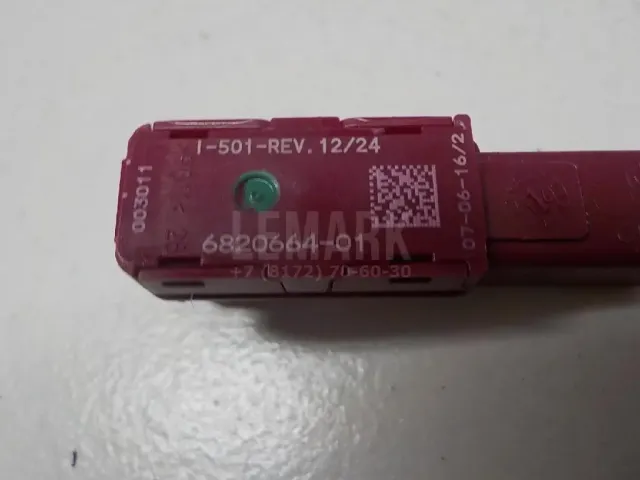 I-501-REV. 12/24
003011
6820664-01
07-06-16/2
LEMARK
+7 (8172) 70-60-30